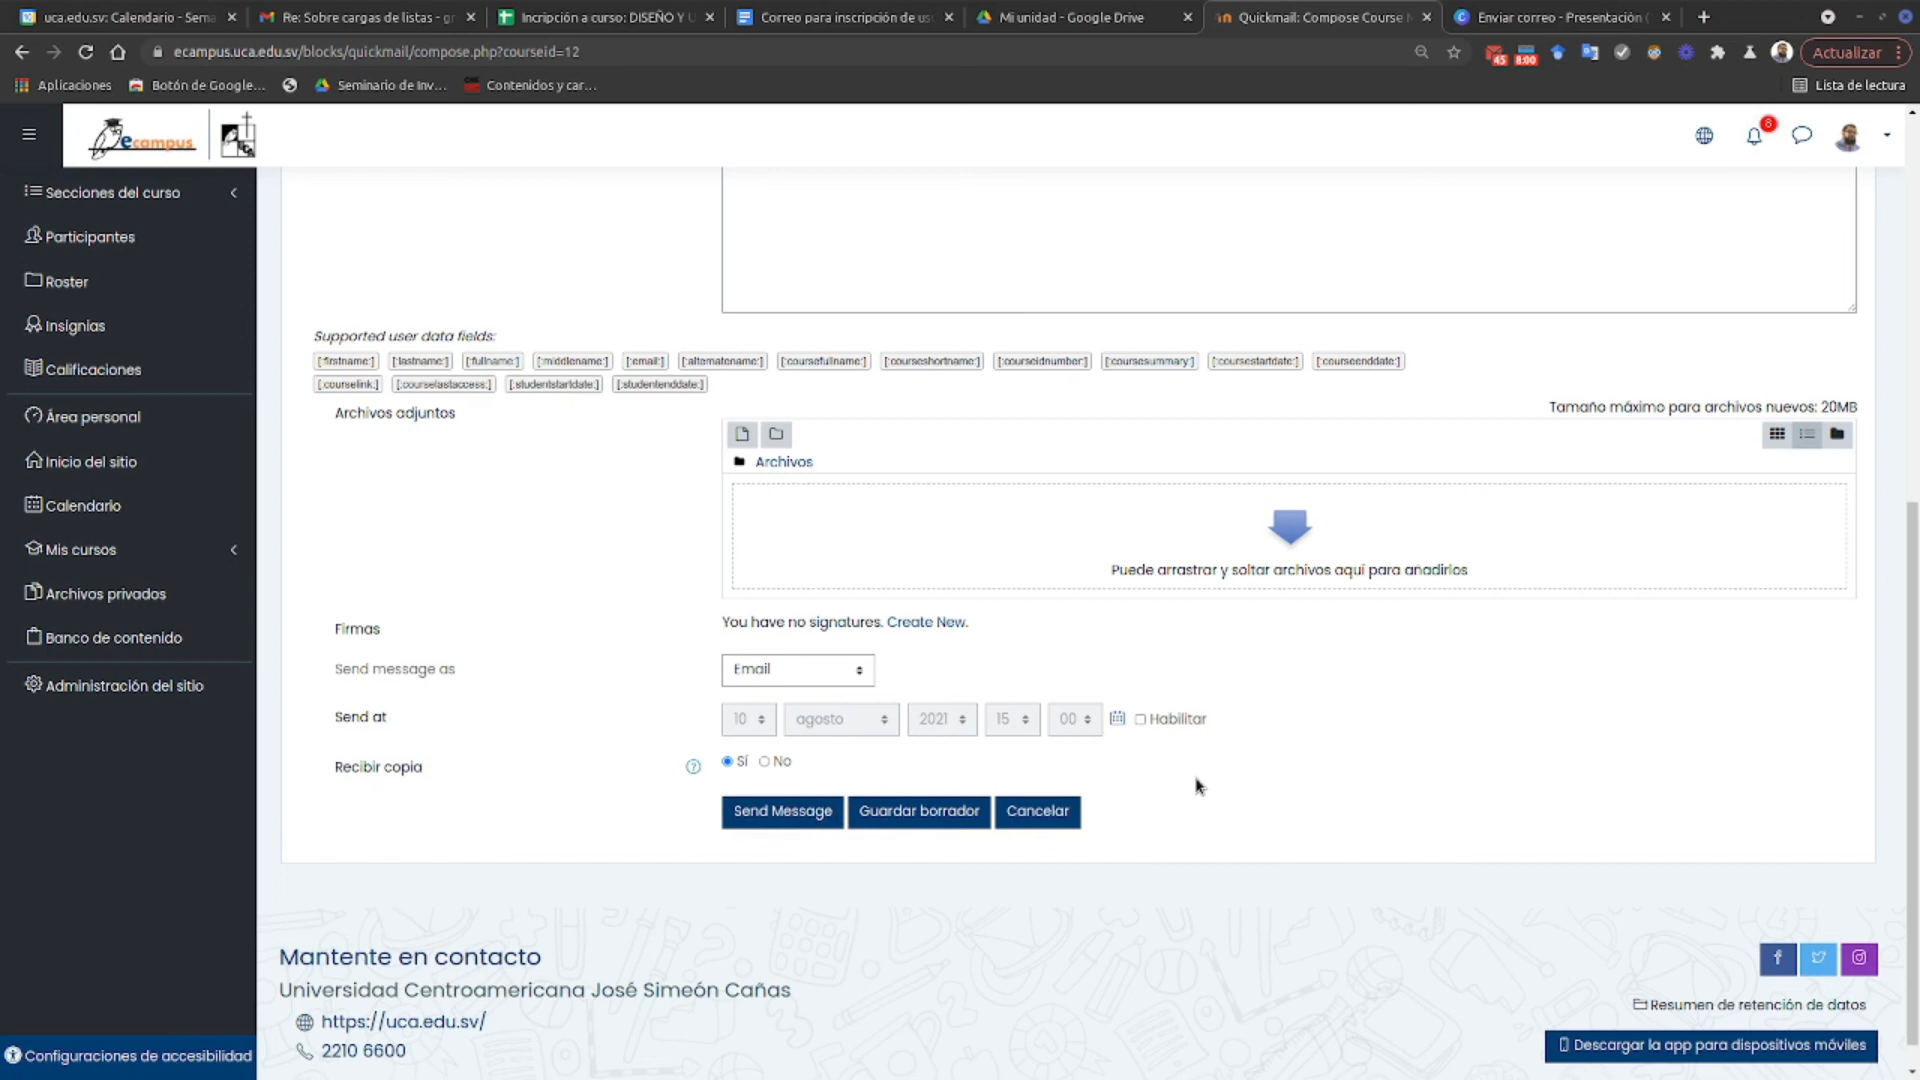 uca.edu.sv: Calendario - Sema
Re: Sobre cargas de listas - gr
Incripción a curso: DISEÑO Y U
Correo para inscripción de us
Mi unidad - Google Drive
Quickmail: Compose Course M
Enviar correo - Presentación (
ecampus.uca.edu.sv/blocks/quickmail/compose.php?courseid=12
45
8:00
Actualizar
Aplicaciones
Botón de Google...
Seminario de Inv...
Contenidos y car...
Lista de lectura
ecampus
8
Secciones del curso
Participantes
Roster
Insignias
Calificaciones
Área personal
Inicio del sitio
Calendario
Mis cursos
Archivos privados
Banco de contenido
Administración del sitio
Configuraciones de accesibilidad
Supported user data fields:
[:firstname:] [:lastname:] [:fullname:] [:middlename:] [:email:] [:alternatename:] [:coursefullname:] [:courseshortname:] [:courseidnumber:] [:coursesummary:] [:coursestartdate:] [:courseenddate:]
[:courselink:] [:courselastaccess:] [:studentstartdate:] [:studentenddate:]
Archivos adjuntos
Tamaño máximo para archivos nuevos: 20MB
Archivos
Puede arrastrar y soltar archivos aquí para añadirlos
Firmas
You have no signatures. Create New.
Send message as
Email
Send at
10 agosto 2021 15 00 Habilitar
Recibir copia
Sí No
Send Message Guardar borrador Cancelar
Mantente en contacto
Universidad Centroamericana José Simeón Cañas
https://uca.edu.sv/
2210 6600
Resumen de retención de datos
Descargar la app para dispositivos móviles